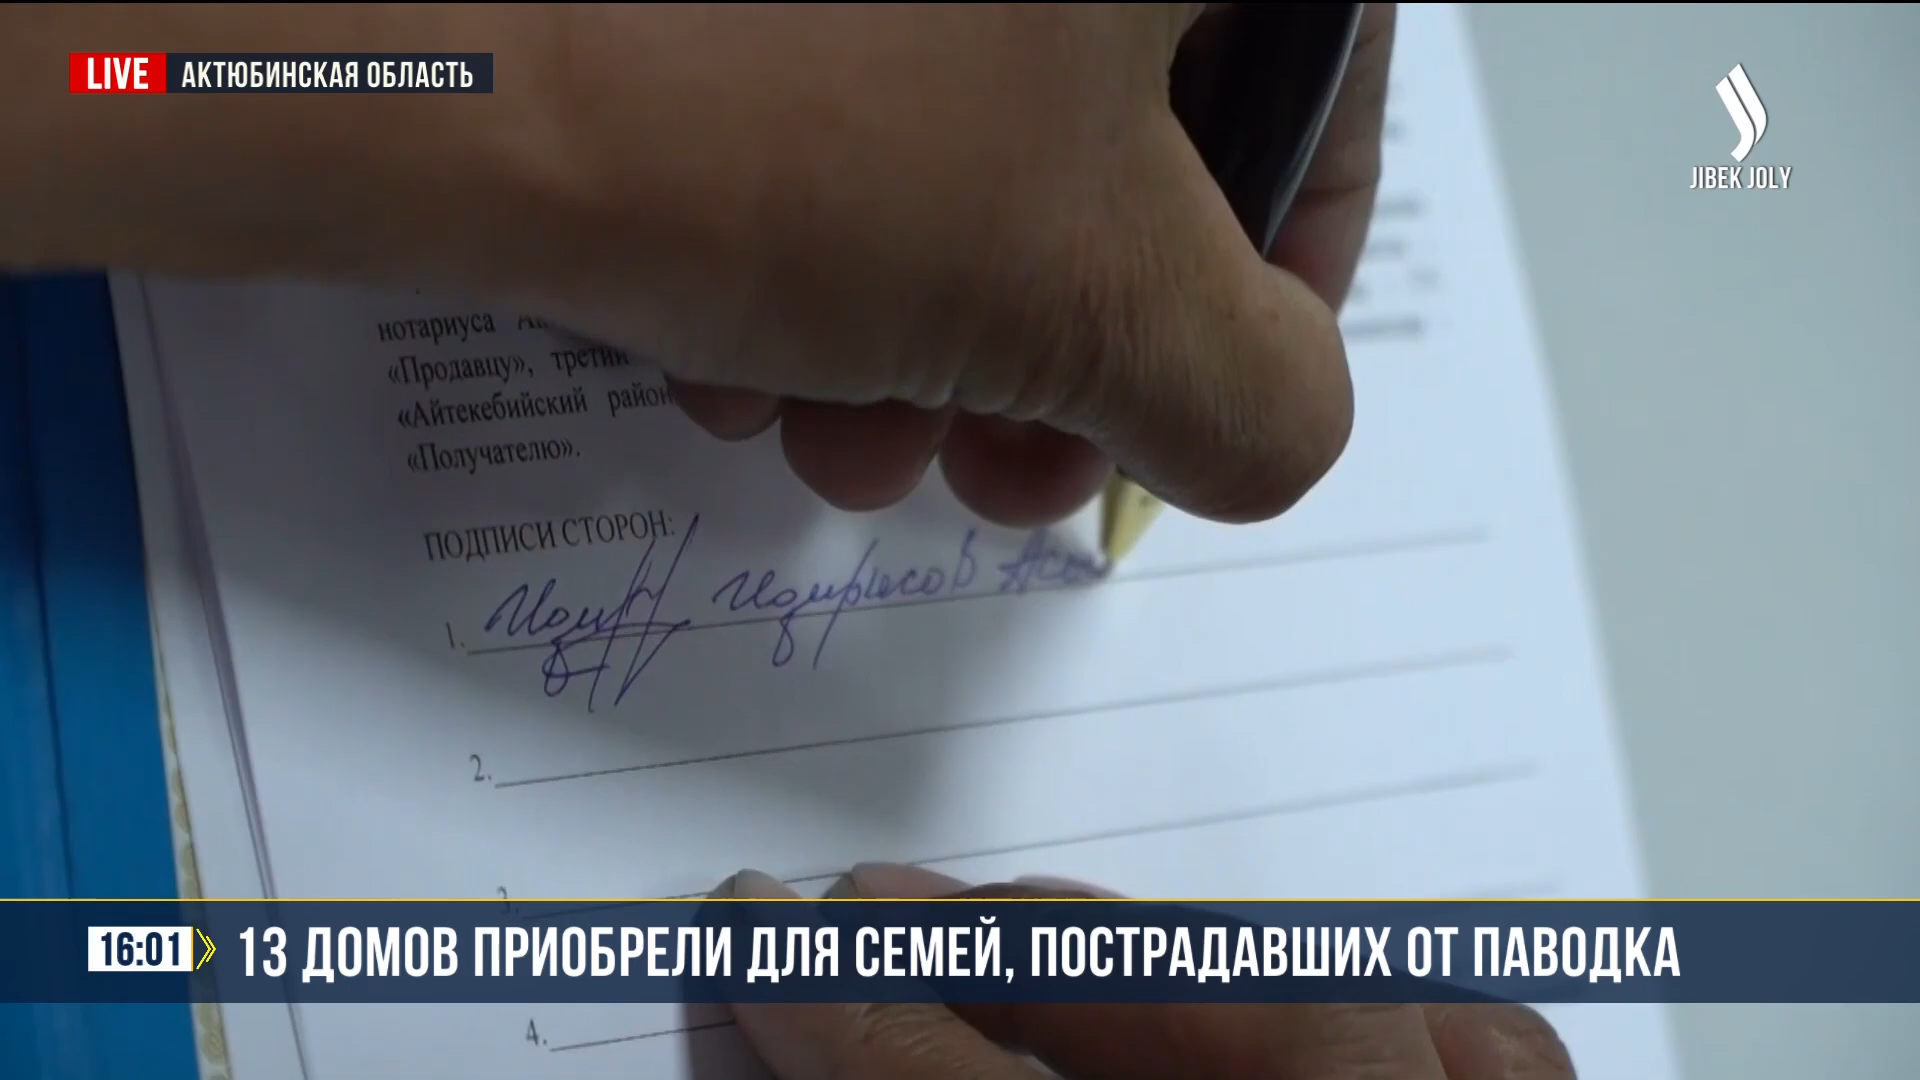 LIVE АКТЮБИНСКАЯ ОБЛАСТЬ
JIBEK JOLY
нотариуса
«Продавцу», третий
«Айтекебийский район
«Получателю».
ПОДПИСИ СТОРОН:
1. Идрисов
2.
3.
16:01 13 ДОМОВ ПРИОБРЕЛИ ДЛЯ СЕМЕЙ, ПОСТРАДАВШИХ ОТ ПАВОДКА
4.